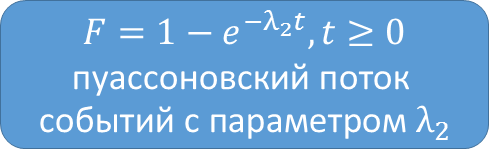 F = 1 − e^{−λ₂t}, t ≥ 0
пуассоновский поток
событий с параметром λ₂